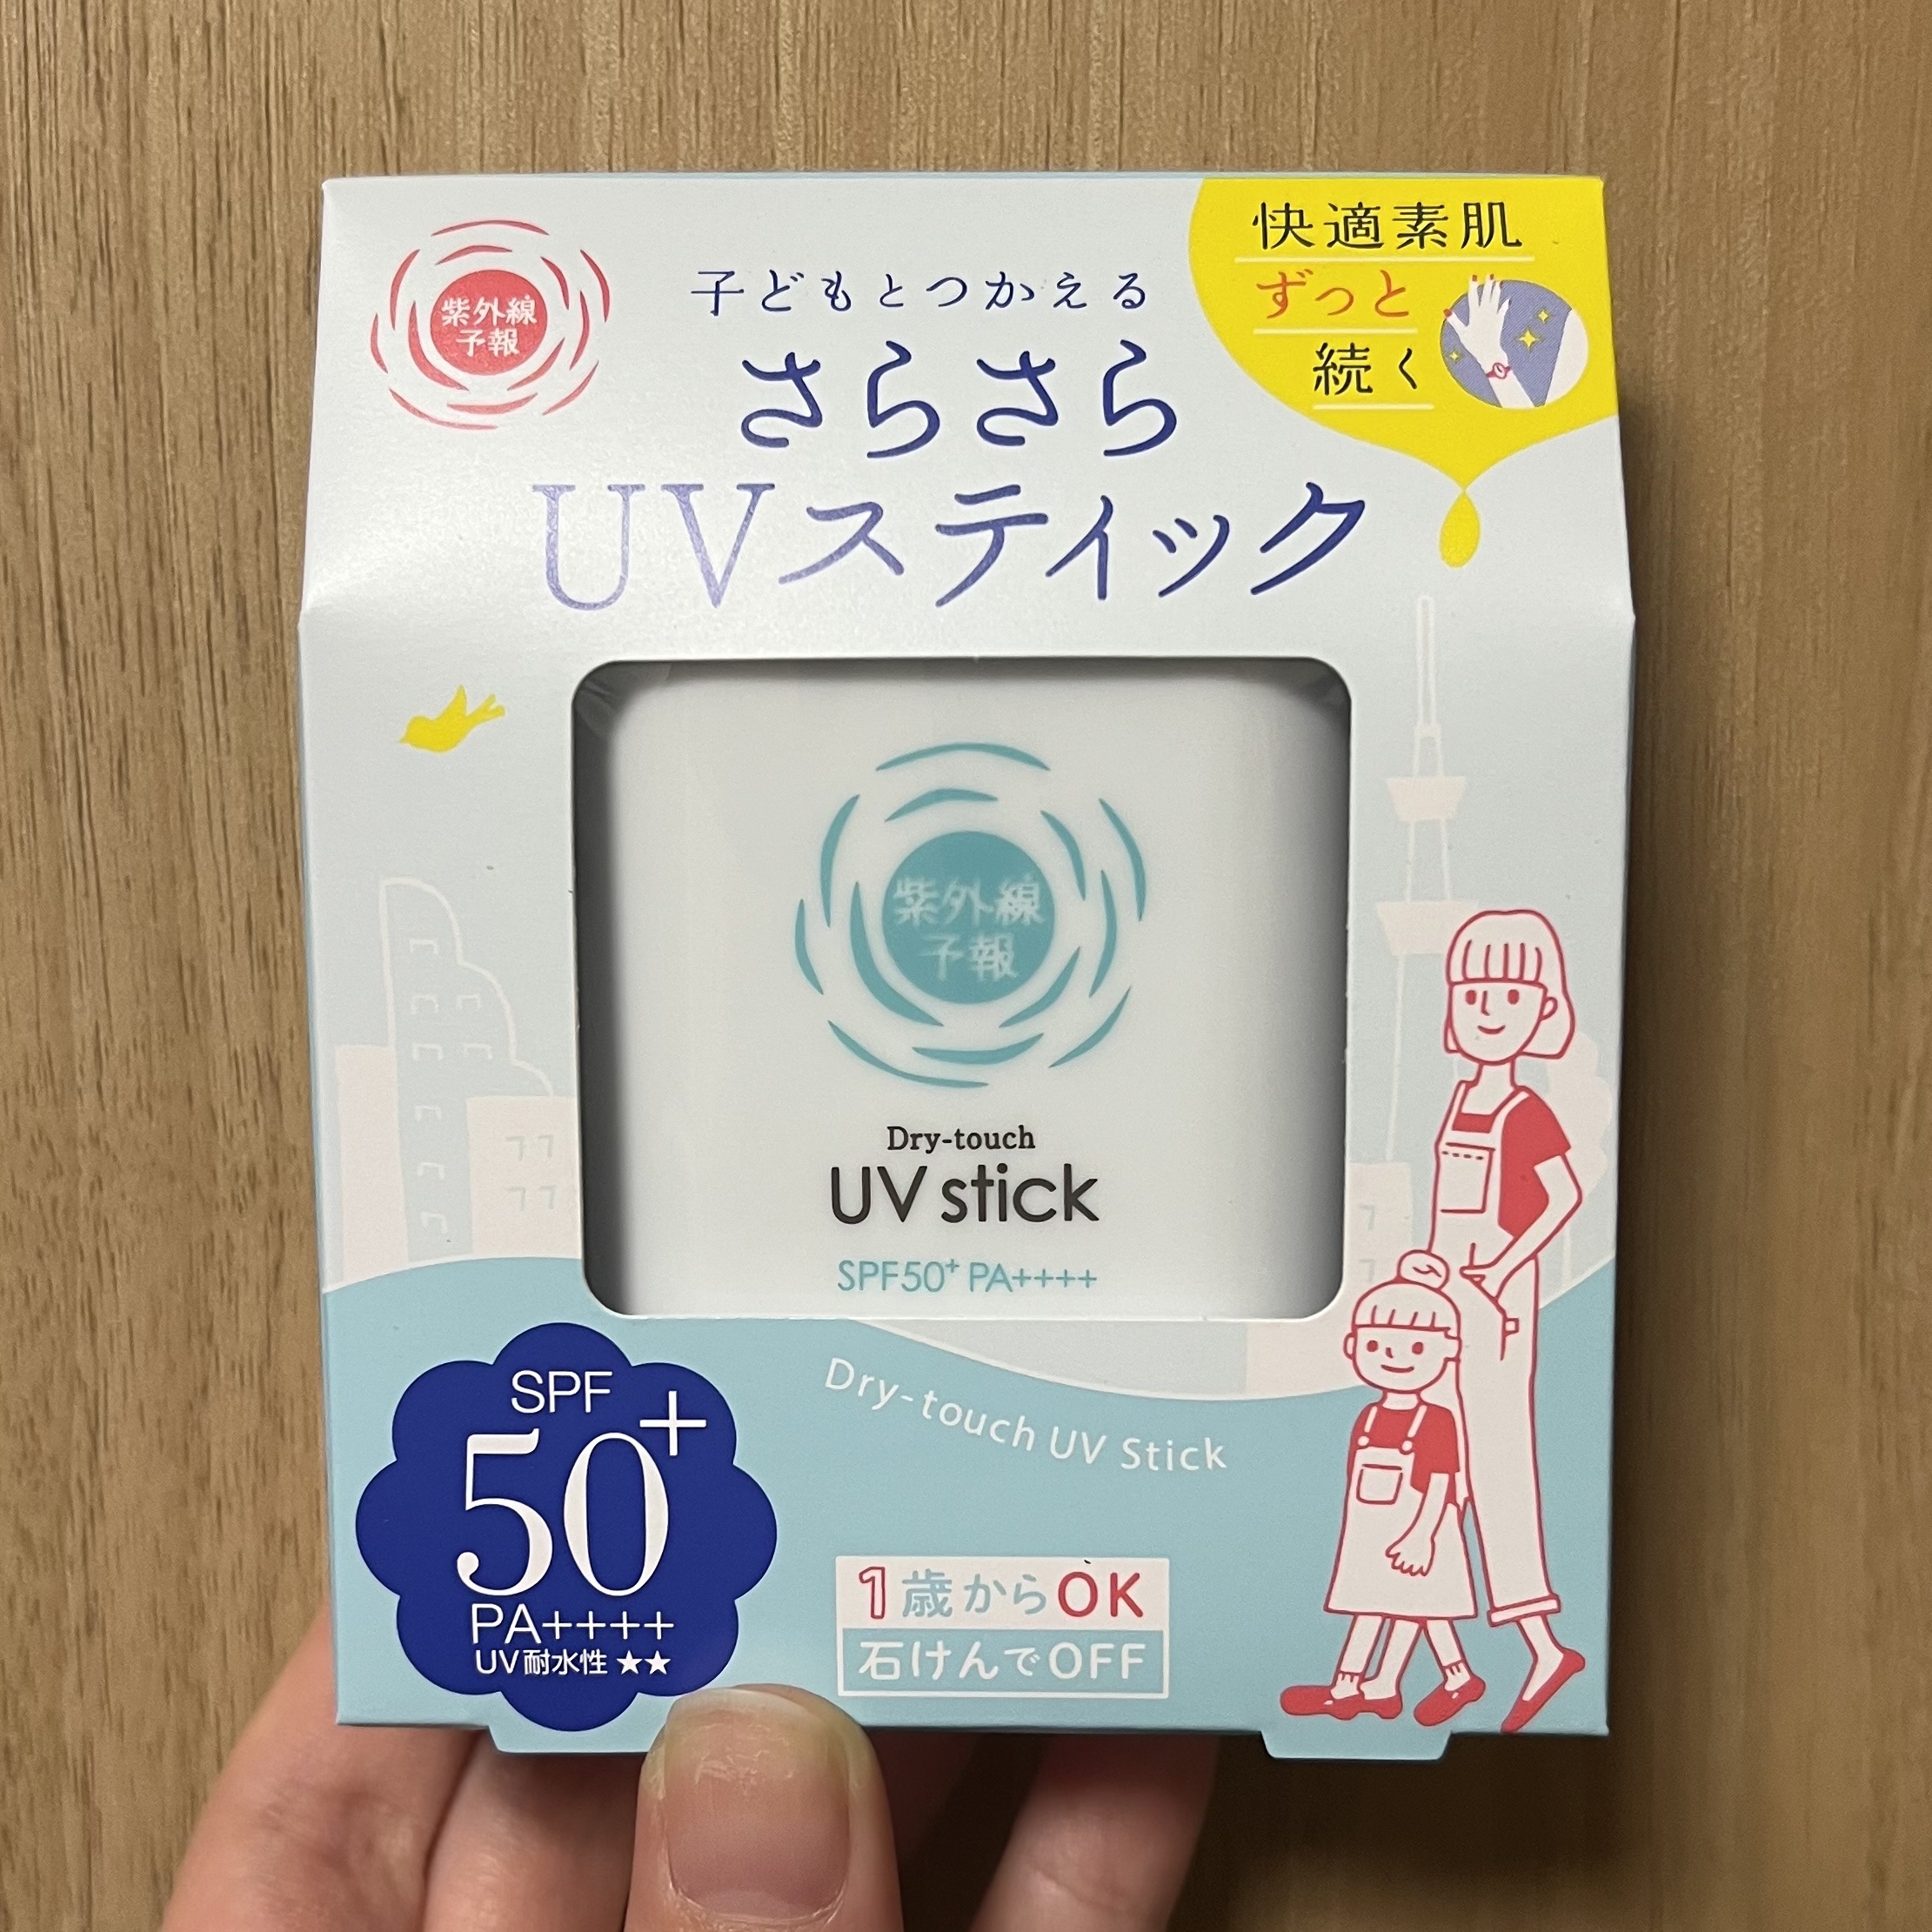 紫外線
予報
子どもとつかえる
さらさら
UVスティック
快適素肌
ずっと
続く
紫外線
予報
Dry-touch
UV stick
SPF50+ PA++++
Dry-touch UV Stick
SPF
50+
PA++++
UV耐水性 ★★
1歳からOK
石けんでOFF